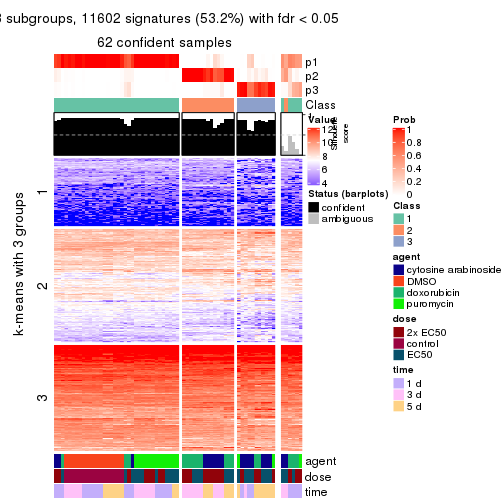 3 subgroups, 11602 signatures (53.2%) with fdr < 0.05
62 confident samples
p1
p2
p3
Class
1
2
3
k-means with 3 groups
agent
dose
time
Value
12
10
8
6
4
score
Status (barplots)
confident
ambiguous
Prob
1
0.8
0.6
0.4
0.2
0
Class
1
2
3
agent
cytosine arabinoside
DMSO
doxorubicin
puromycin
dose
2x EC50
control
EC50
time
1 d
3 d
5 d